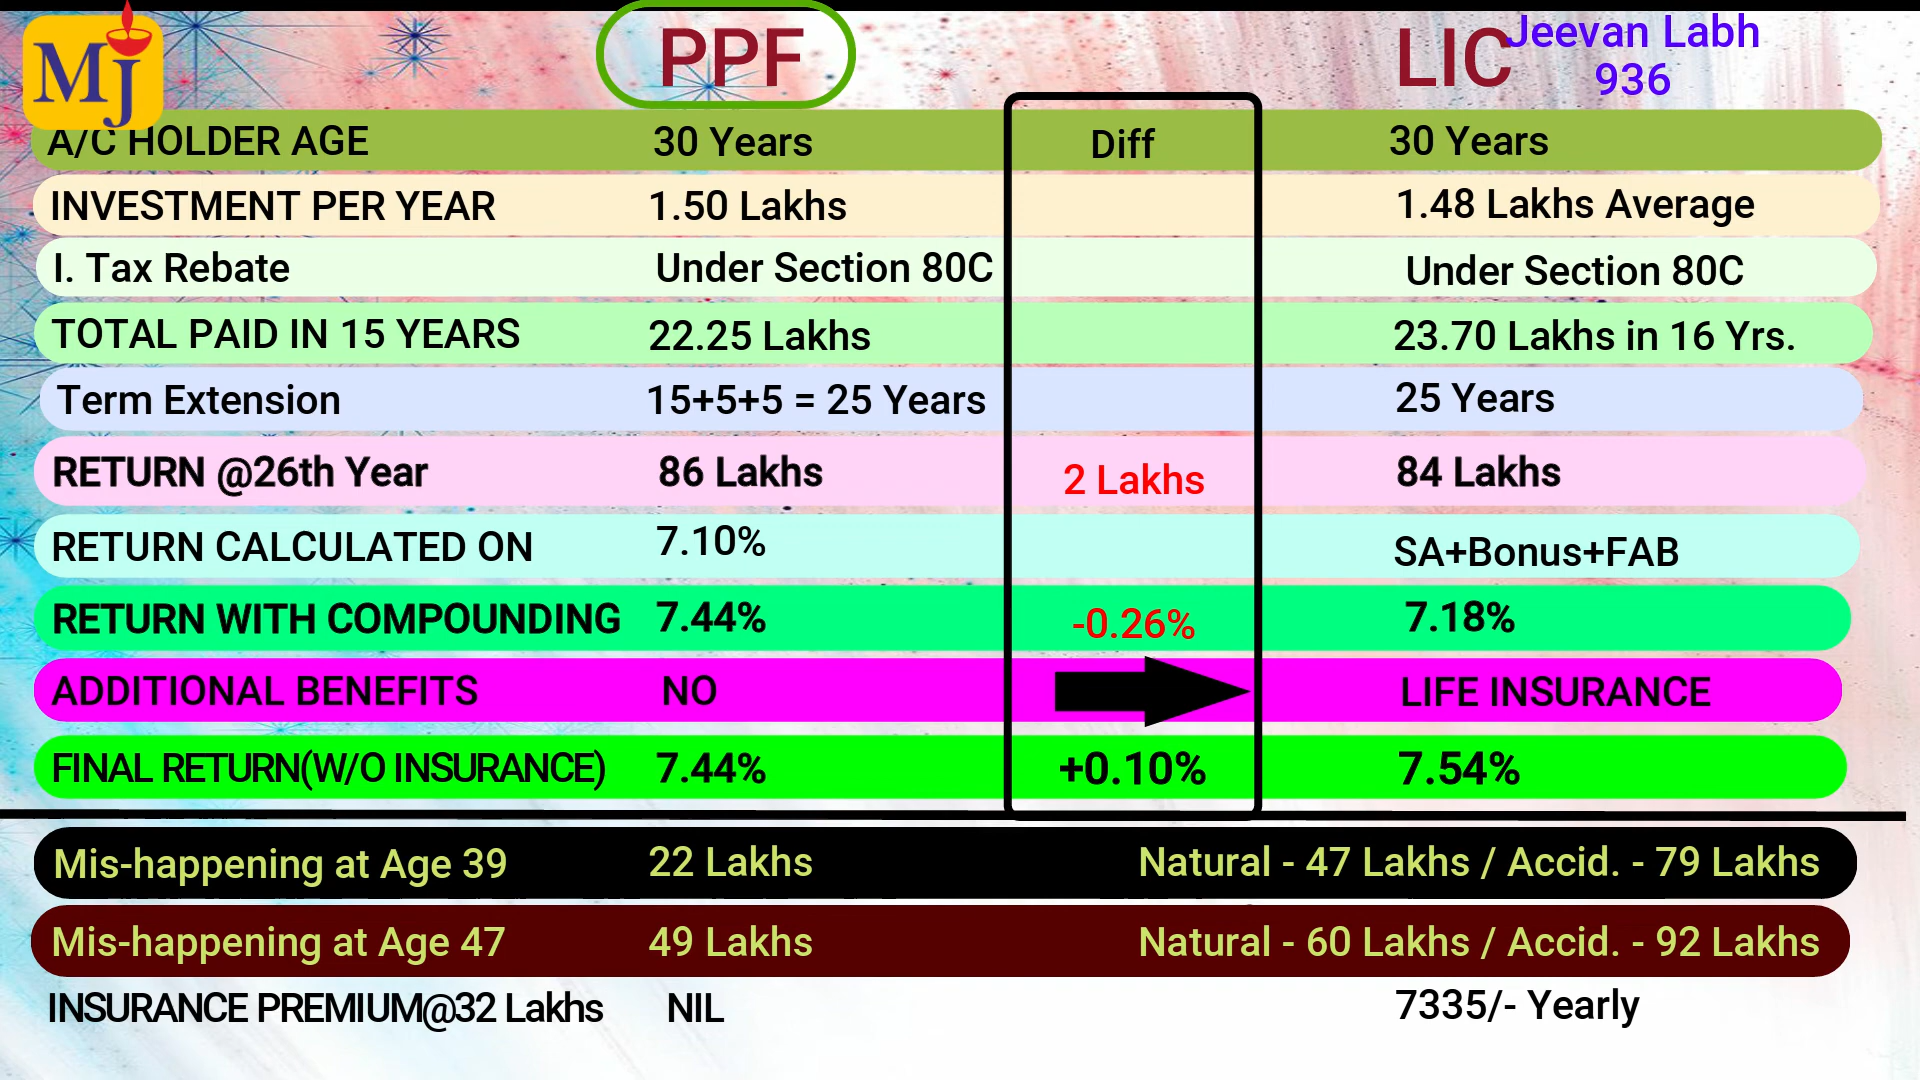 MJ
PPF
LIC Jeevan Labh
936
A/C HOLDER AGE 30 Years Diff 30 Years
INVESTMENT PER YEAR 1.50 Lakhs 1.48 Lakhs Average
I. Tax Rebate Under Section 80C Under Section 80C
TOTAL PAID IN 15 YEARS 22.25 Lakhs 23.70 Lakhs in 16 Yrs.
Term Extension 15+5+5 = 25 Years 25 Years
RETURN @26th Year 86 Lakhs 2 Lakhs 84 Lakhs
RETURN CALCULATED ON 7.10% SA+Bonus+FAB
RETURN WITH COMPOUNDING 7.44% -0.26% 7.18%
ADDITIONAL BENEFITS NO LIFE INSURANCE
FINAL RETURN(W/O INSURANCE) 7.44% +0.10% 7.54%
Mis-happening at Age 39 22 Lakhs Natural - 47 Lakhs / Accid. - 79 Lakhs
Mis-happening at Age 47 49 Lakhs Natural - 60 Lakhs / Accid. - 92 Lakhs
INSURANCE PREMIUM@32 Lakhs NIL 7335/- Yearly